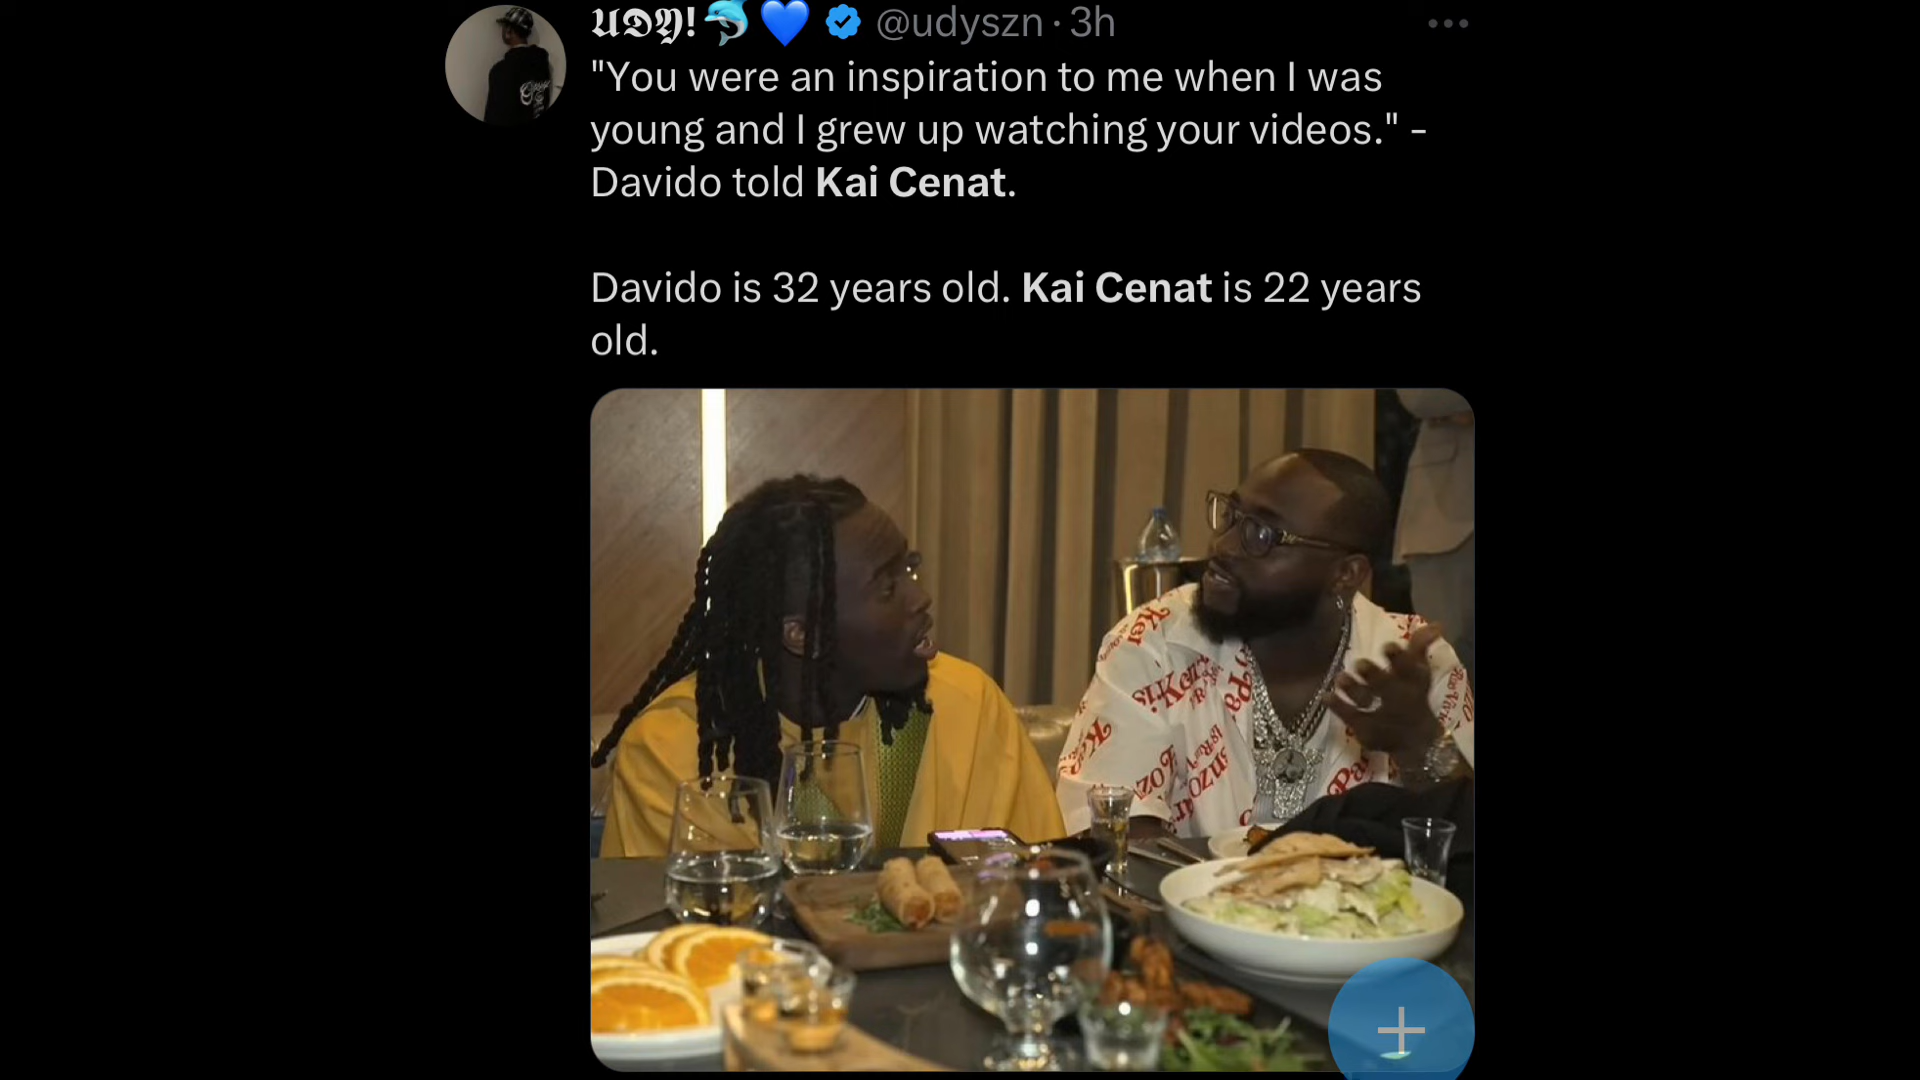 𝖀𝕯𝖄!🐬💙 @udyszn · 3h
"You were an inspiration to me when I was
young and I grew up watching your videos." -
Davido told Kai Cenat.
Davido is 32 years old. Kai Cenat is 22 years
old.